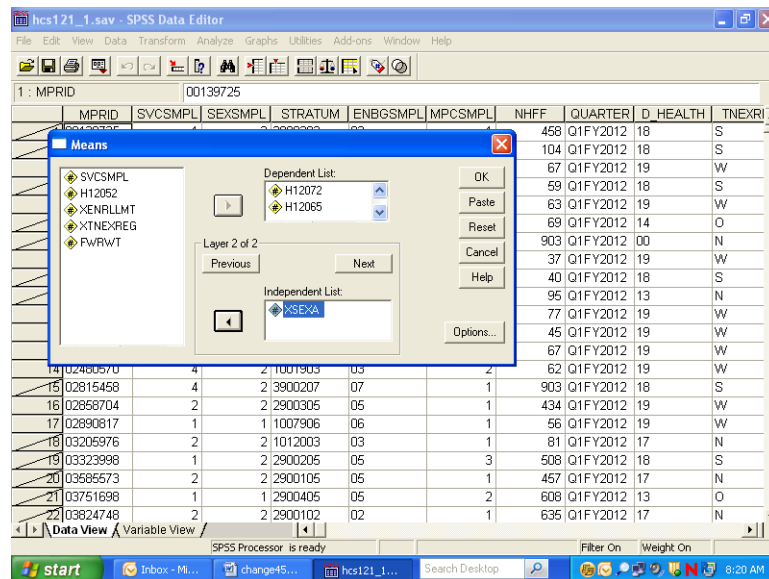 hcs121_1.sav - SPSS Data Editor
File Edit View Data Transform Analyze Graphs Utilities Add-ons Window Help
1 : MPRID 00139725
MPRID SVCSMPL SEXSMPL STRATUM ENBGSMPL MPCSMPL NHFF QUARTER D_HEALTH TNEXRE
458 Q1FY2012 18 S
Means
104 Q1FY2012 18 S
67 Q1FY2012 19 W
59 Q1FY2012 18 S
63 Q1FY2012 19 W
69 Q1FY2012 14 O
903 Q1FY2012 00 N
37 Q1FY2012 19 W
40 Q1FY2012 18 S
95 Q1FY2012 13 N
77 Q1FY2012 19 W
45 Q1FY2012 19 W
67 Q1FY2012 19 W
SVCSMPL
H12052
XENRLLMT
XTNEXREG
FWRWT
Dependent List:
H12072
H12065
Layer 2 of 2
Previous Next
Independent List:
XSEXA
OK
Paste
Reset
Cancel
Help
Options...
14 02480570 4 2 1001903 03 2 62 Q1FY2012 19 W
15 02815458 4 2 3900207 07 1 903 Q1FY2012 18 S
16 02858704 2 2 2900305 05 1 434 Q1FY2012 19 W
17 02890817 1 1 1007906 06 1 56 Q1FY2012 19 W
18 03205976 2 2 1012003 03 1 81 Q1FY2012 17 N
19 03323998 1 2 2900205 05 3 508 Q1FY2012 18 S
20 03585573 2 2 2900105 05 1 457 Q1FY2012 17 N
21 03751698 1 1 2900405 05 2 608 Q1FY2012 13 O
22 03824748 2 2 2900102 02 1 635 Q1FY2012 17 N
Data View Variable View
SPSS Processor is ready Filter On Weight On
start Inbox - Mi... change45... hcs121_1... Search Desktop 8:20 AM